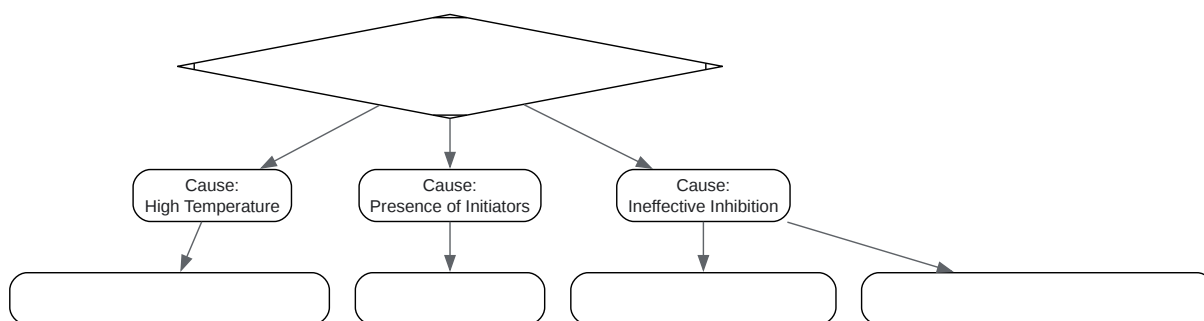 Cause:
High Temperature
Cause:
Presence of Initiators
Cause:
Ineffective Inhibition